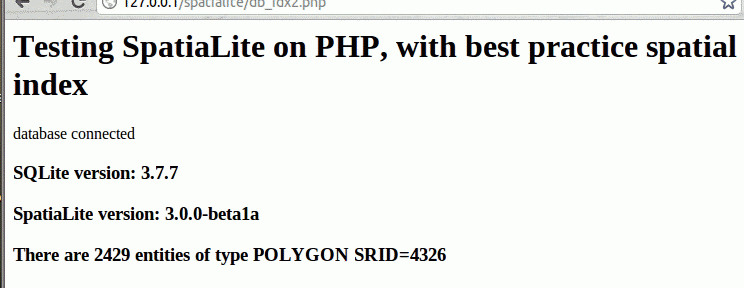 127.0.0.1/spatialite/db_idx2.php
Testing SpatiaLite on PHP, with best practice spatial
index
database connected
SQLite version: 3.7.7
SpatiaLite version: 3.0.0-beta1a
There are 2429 entities of type POLYGON SRID=4326